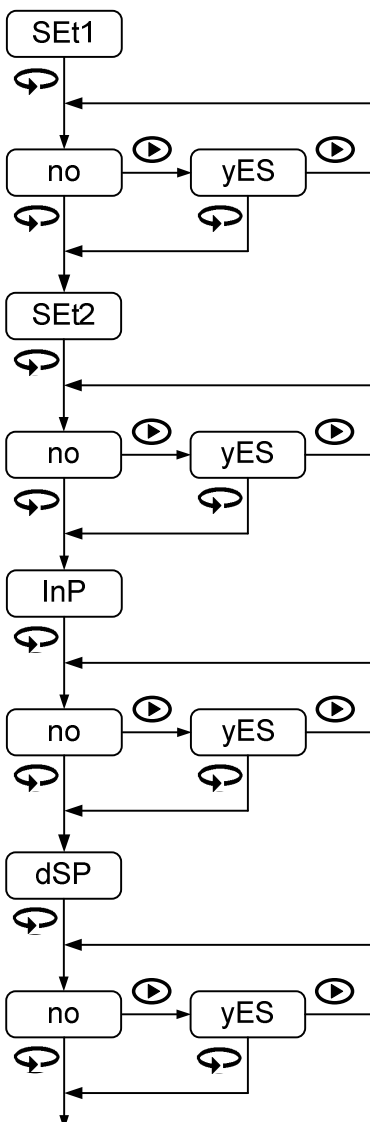 SEt1
no yES
SEt2
no yES
InP
no yES
dSP
no yES